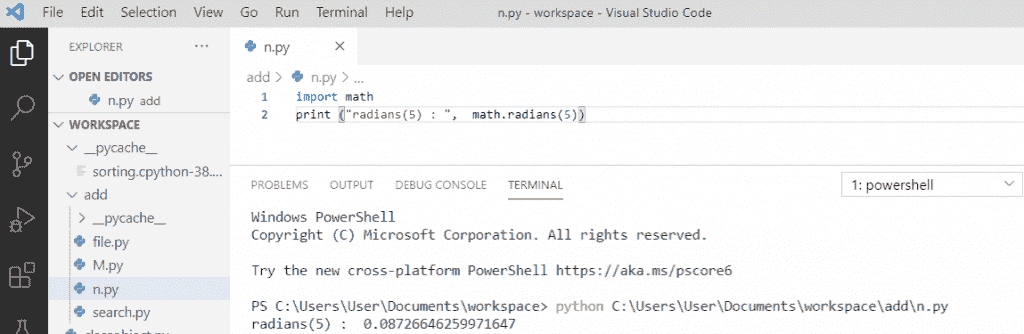 File Edit Selection View Go Run Terminal Help n.py - workspace - Visual Studio Code
EXPLORER ...
OPEN EDITORS
n.py add
WORKSPACE
__pycache__
sorting.cpython-38....
add
__pycache__
file.py
M.py
n.py
search.py
n.py ×
add > n.py > ...
1 import math
2 print ("radians(5) : ",  math.radians(5))
PROBLEMS OUTPUT DEBUG CONSOLE TERMINAL
1: powershell
Windows PowerShell
Copyright (C) Microsoft Corporation. All rights reserved.
Try the new cross-platform PowerShell https://aka.ms/pscore6
PS C:\Users\User\Documents\workspace> python C:\Users\User\Documents\workspace\add\n.py
radians(5) :  0.08726646259971647